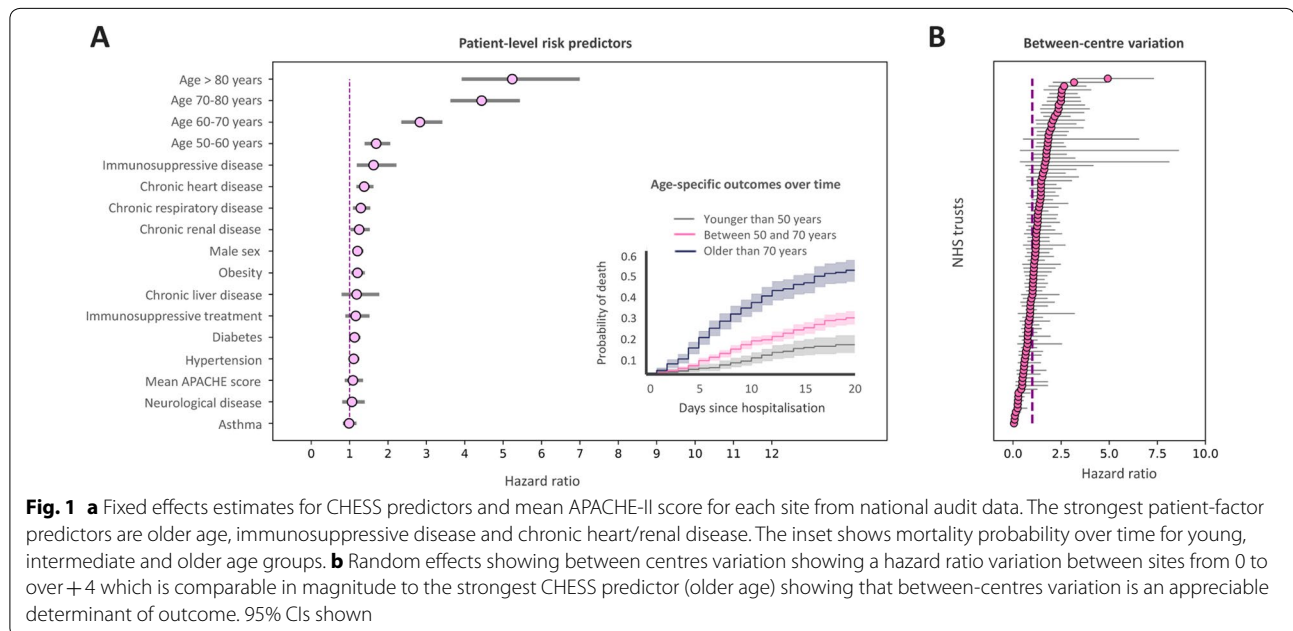 A
Patient-level risk predictors
Age > 80 years
Age 70-80 years
Age 60-70 years
Age 50-60 years
Immunosuppressive disease
Chronic heart disease
Chronic respiratory disease
Chronic renal disease
Male sex
Obesity
Chronic liver disease
Immunosuppressive treatment
Diabetes
Hypertension
Mean APACHE score
Neurological disease
Asthma
0 1 2 3 4 5 6 7 8 9 10 11 12
Hazard ratio
Age-specific outcomes over time
Younger than 50 years
Between 50 and 70 years
Older than 70 years
Probability of death
0.6
0.5
0.4
0.3
0.2
0.1
0 5 10 15 20
Days since hospitalisation
B
Between-centre variation
NHS trusts
0.0 2.5 5.0 7.5 10.0
Hazard ratio
Fig. 1 a Fixed effects estimates for CHESS predictors and mean APACHE-II score for each site from national audit data. The strongest patient-factor
predictors are older age, immunosuppressive disease and chronic heart/renal disease. The inset shows mortality probability over time for young,
intermediate and older age groups. b Random effects showing between centres variation showing a hazard ratio variation between sites from 0 to
over + 4 which is comparable in magnitude to the strongest CHESS predictor (older age) showing that between-centres variation is an appreciable
determinant of outcome. 95% CIs shown